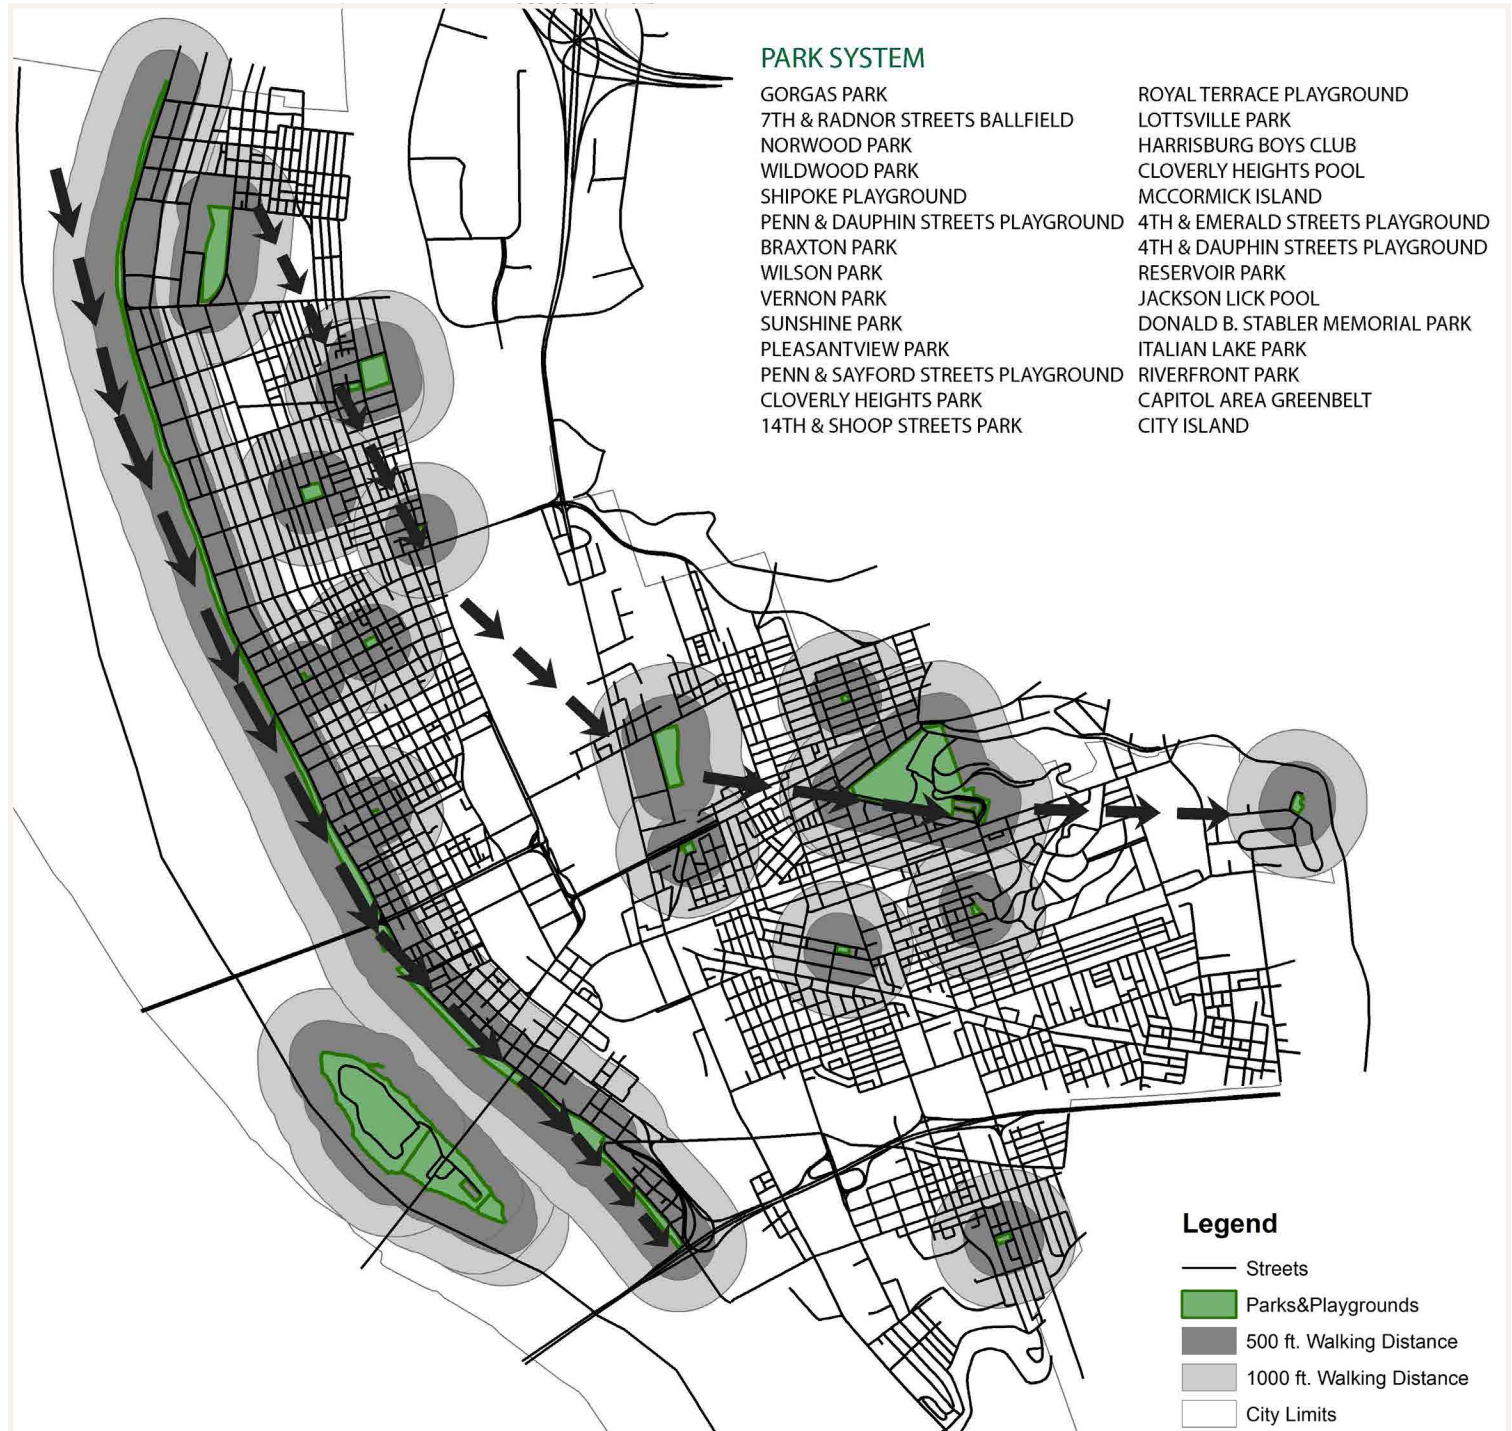 PARK SYSTEM
GORGAS PARK
7TH & RADNOR STREETS BALLFIELD
NORWOOD PARK
WILDWOOD PARK
SHIPOKE PLAYGROUND
PENN & DAUPHIN STREETS PLAYGROUND
BRAXTON PARK
WILSON PARK
VERNON PARK
SUNSHINE PARK
PLEASANTVIEW PARK
PENN & SAYFORD STREETS PLAYGROUND
CLOVERLY HEIGHTS PARK
14TH & SHOOP STREETS PARK
ROYAL TERRACE PLAYGROUND
LOTTSVILLE PARK
HARRISBURG BOYS CLUB
CLOVERLY HEIGHTS POOL
MCCORMICK ISLAND
4TH & EMERALD STREETS PLAYGROUND
4TH & DAUPHIN STREETS PLAYGROUND
RESERVOIR PARK
JACKSON LICK POOL
DONALD B. STABLER MEMORIAL PARK
ITALIAN LAKE PARK
RIVERFRONT PARK
CAPITOL AREA GREENBELT
CITY ISLAND
Legend
Streets
Parks&Playgrounds
500 ft. Walking Distance
1000 ft. Walking Distance
City Limits